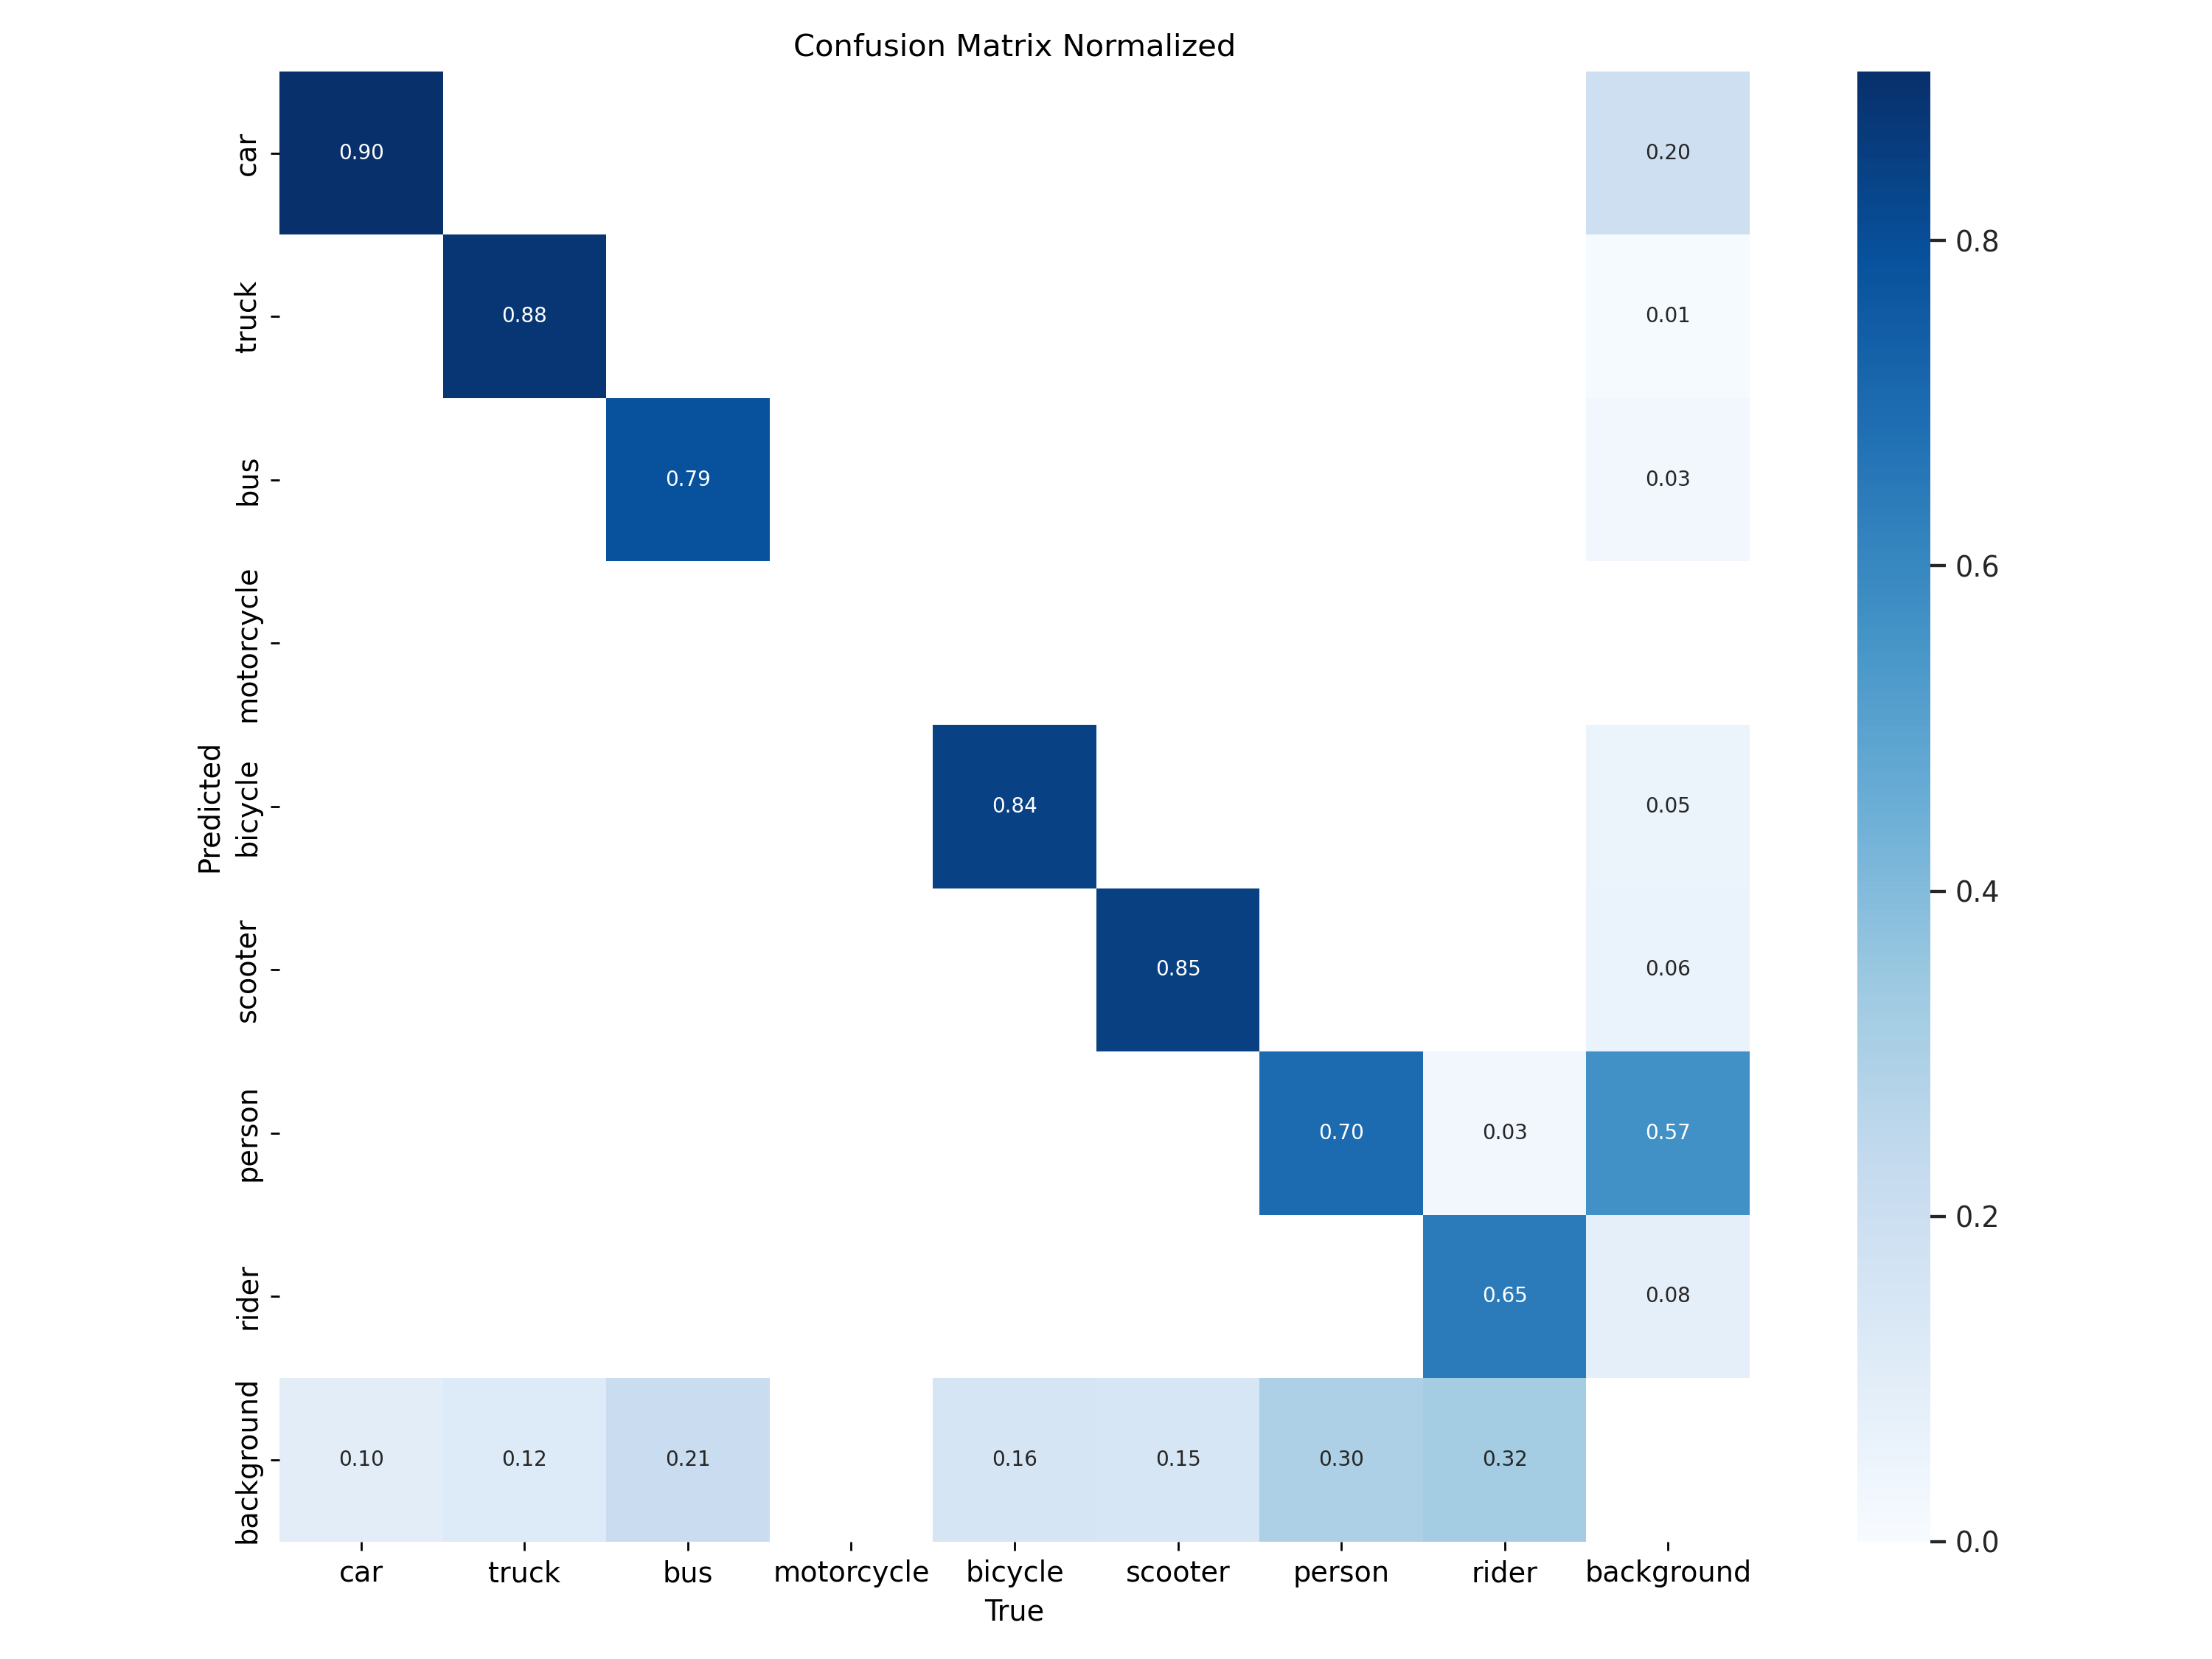 Confusion Matrix Normalized
car
0.90
0.20
truck
0.88
0.01
bus
0.79
0.03
motorcycle
bicycle
0.84
0.05
scooter
0.85
0.06
person
0.70
0.03
0.57
rider
0.65
0.08
background
0.10
0.12
0.21
0.16
0.15
0.30
0.32
Predicted
car
truck
bus
motorcycle
bicycle
scooter
person
rider
background
True
0.8
0.6
0.4
0.2
0.0